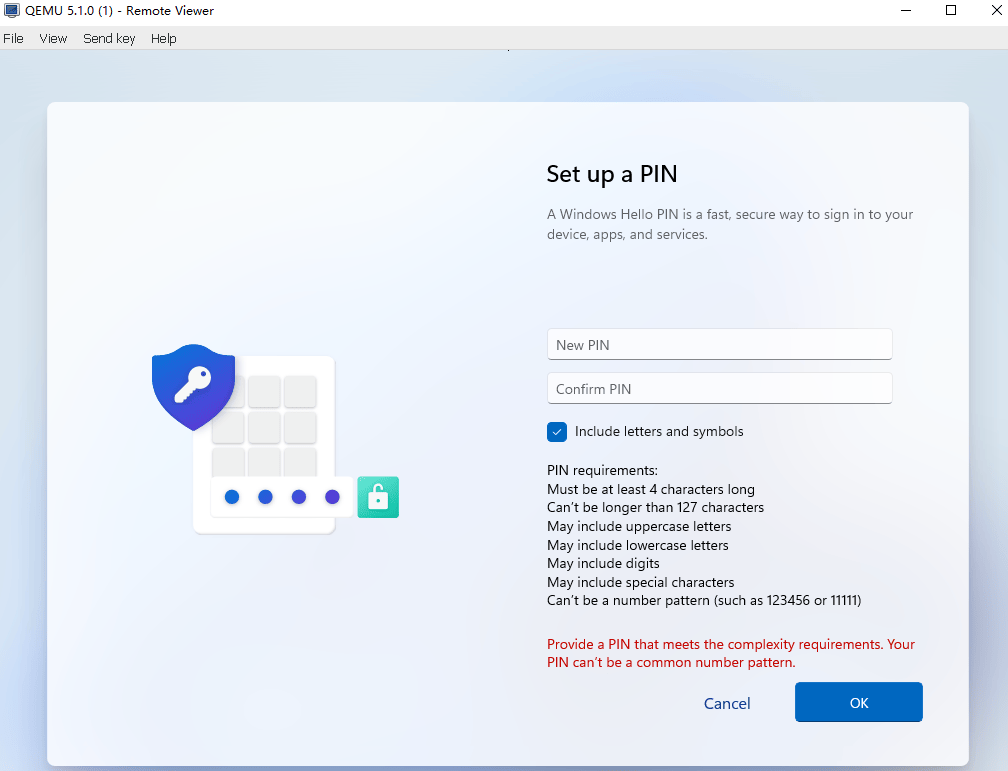 QEMU 5.1.0 (1) - Remote Viewer
File View Send key Help
Set up a PIN
A Windows Hello PIN is a fast, secure way to sign in to your
device, apps, and services.
New PIN
Confirm PIN
Include letters and symbols
PIN requirements:
Must be at least 4 characters long
Can't be longer than 127 characters
May include uppercase letters
May include lowercase letters
May include digits
May include special characters
Can't be a number pattern (such as 123456 or 11111)
Provide a PIN that meets the complexity requirements. Your
PIN can't be a common number pattern.
Cancel OK